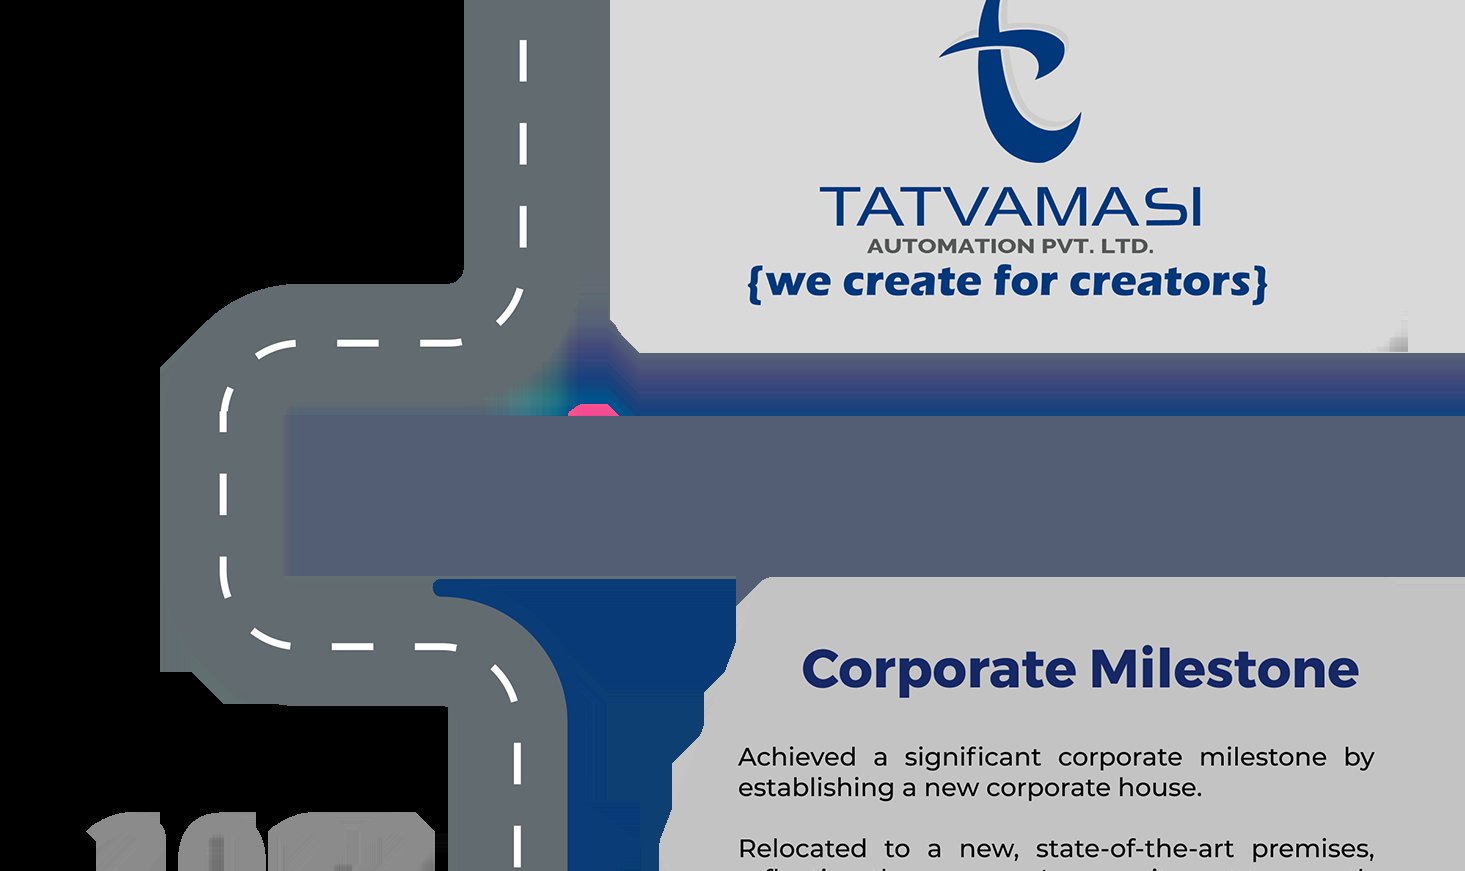 TATVAMASI
AUTOMATION PVT. LTD.
{we create for creators}
Corporate Milestone
Achieved a significant corporate milestone by
establishing a new corporate house.
Relocated to a new, state-of-the-art premises,